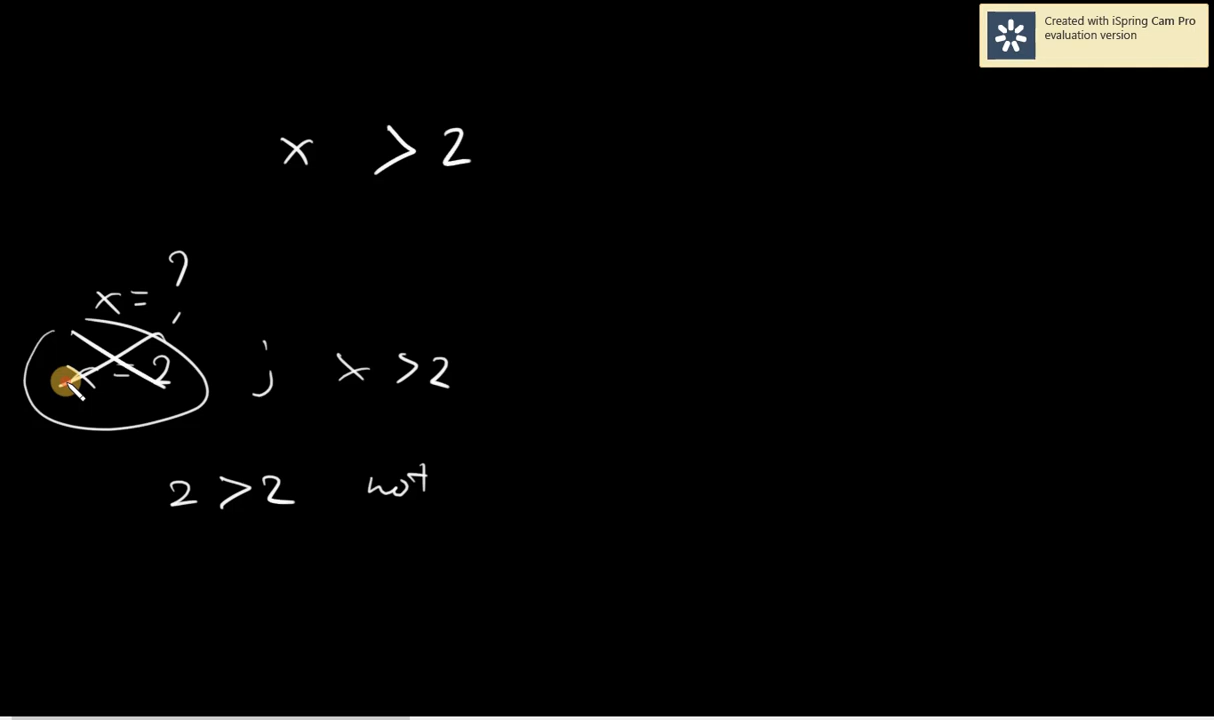 Created with iSpring Cam Pro
evaluation version
x > 2
x = ?
x = 2 ; x > 2
2 > 2 not